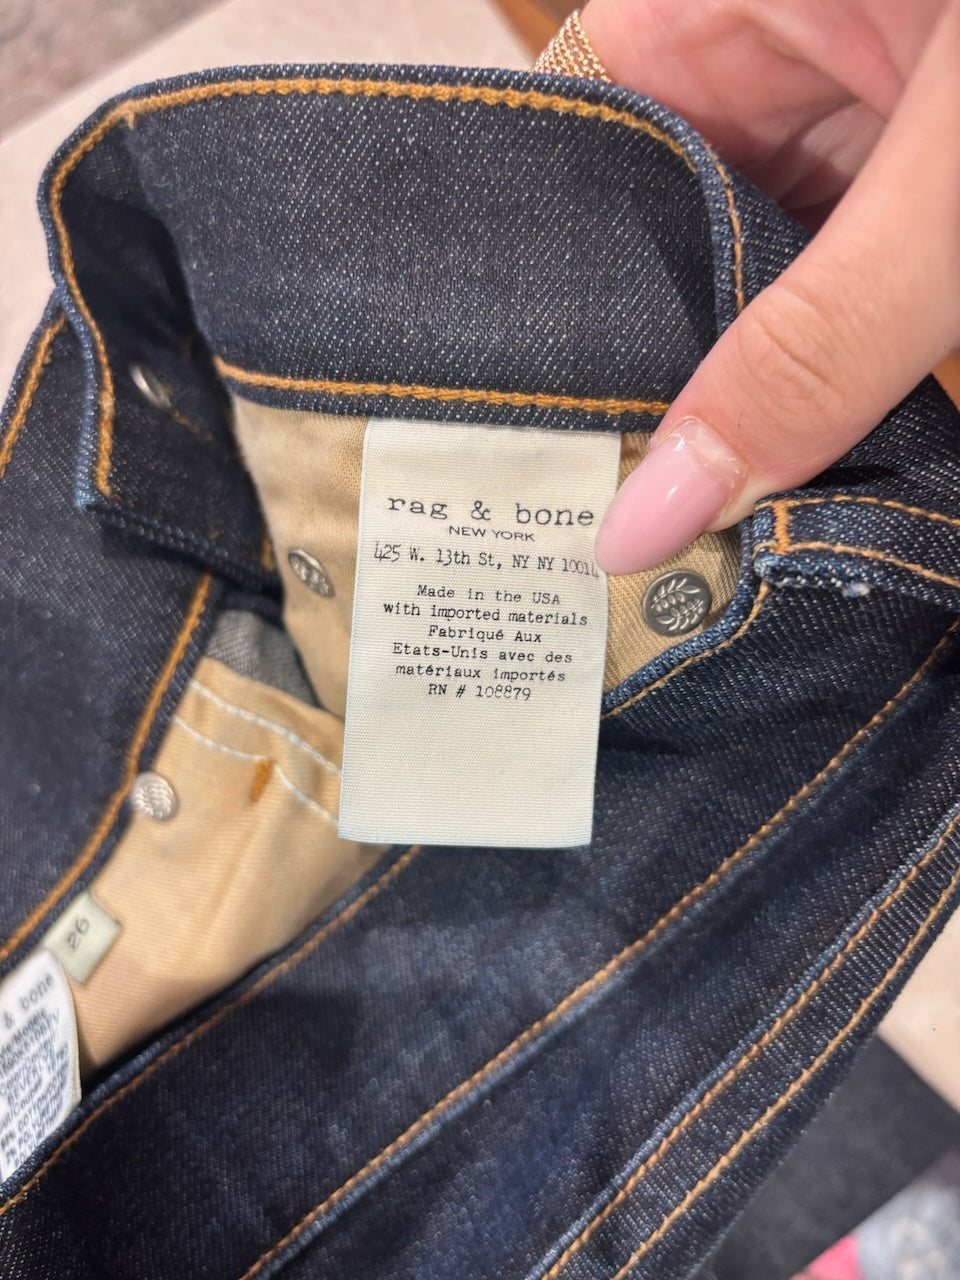 rag & bone
NEW YORK
425 W. 13th St, NY NY 10014
Made in the USA
with imported materials
Fabriqué Aux
Etats-Unis avec des
matériaux importés
RN # 108879
26
& bone